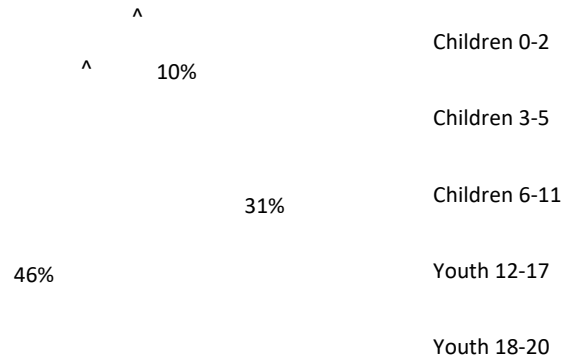 ^
Children 0-2
^
10%
Children 3-5
Children 6-11
31%
46%
Youth 12-17
Youth 18-20